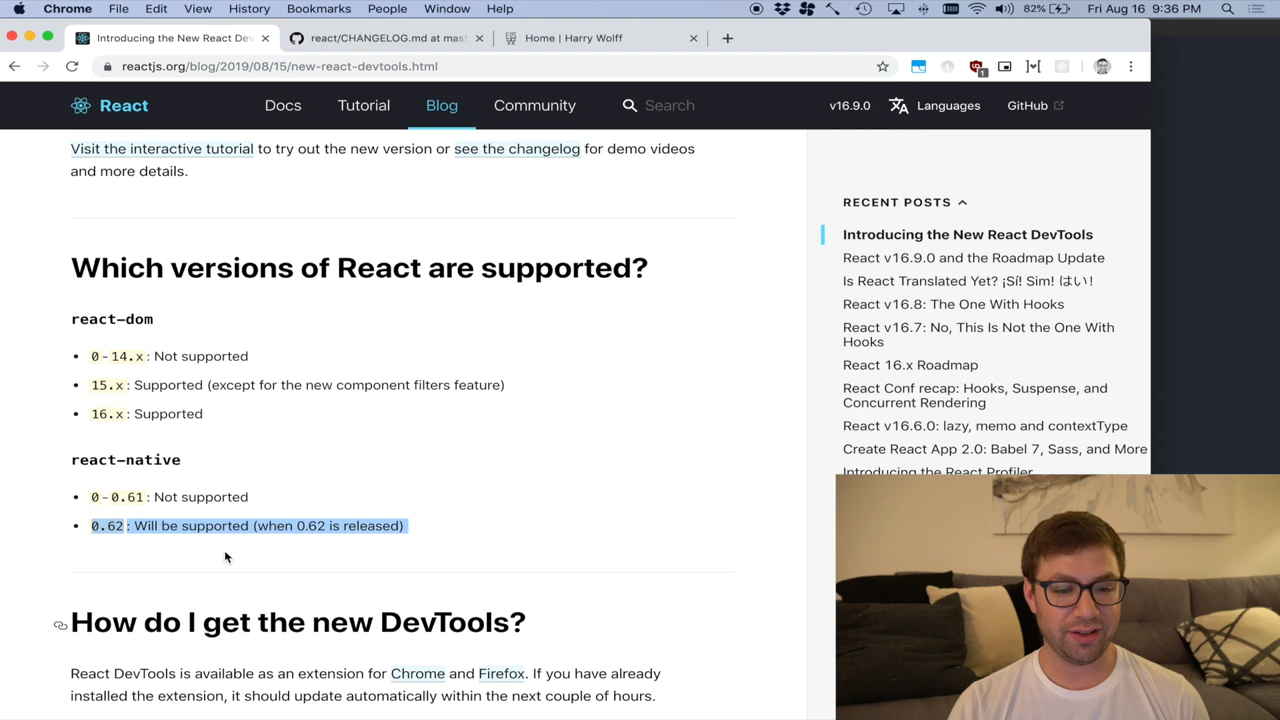 Chrome File Edit View History Bookmarks People Window Help 82% Fri Aug 16 9:36 PM
Introducing the New React Dev react/CHANGELOG.md at mast Home | Harry Wolff
reactjs.org/blog/2019/08/15/new-react-devtools.html
1
React Docs Tutorial Blog Community Search v16.9.0 Languages GitHub
Visit the interactive tutorial to try out the new version or see the changelog for demo videos
and more details.
Which versions of React are supported?
react-dom
• 0-14.x: Not supported
• 15.x: Supported (except for the new component filters feature)
• 16.x: Supported
react-native
• 0-0.61: Not supported
• 0.62: Will be supported (when 0.62 is released)
How do I get the new DevTools?
React DevTools is available as an extension for Chrome and Firefox. If you have already
installed the extension, it should update automatically within the next couple of hours.
RECENT POSTS
Introducing the New React DevTools
React v16.9.0 and the Roadmap Update
Is React Translated Yet? ¡Sí! Sim! はい!
React v16.8: The One With Hooks
React v16.7: No, This Is Not the One With
Hooks
React 16.x Roadmap
React Conf recap: Hooks, Suspense, and
Concurrent Rendering
React v16.6.0: lazy, memo and contextType
Create React App 2.0: Babel 7, Sass, and More
Introducing the React Profiler